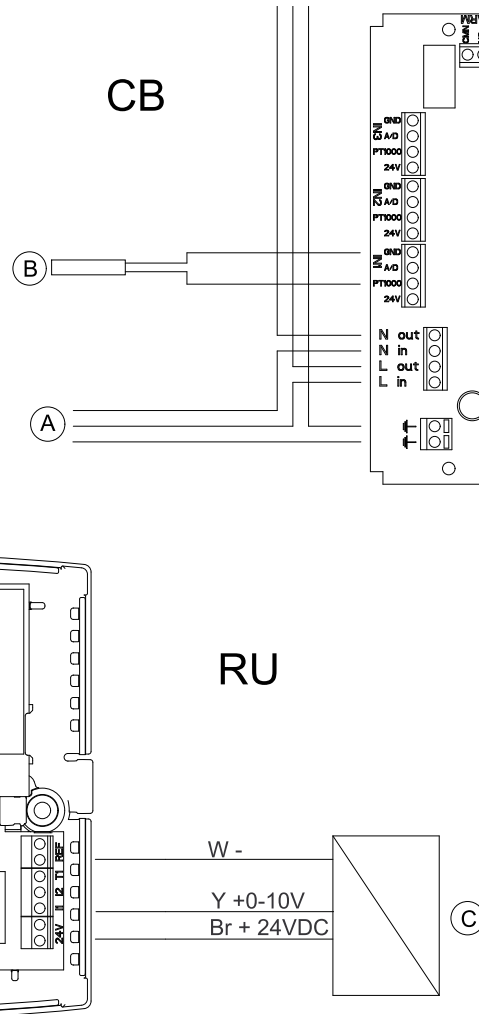 CB
GND
IN3
A/D
PT1000
24V
GND
IN2
A/D
PT1000
24V
B
GND
IN1
A/D
PT1000
24V
N out
N in
L out
L in
A
RU
W -
Y +0-10V
Br + 24VDC
C
24V I1 I2 T1 REF